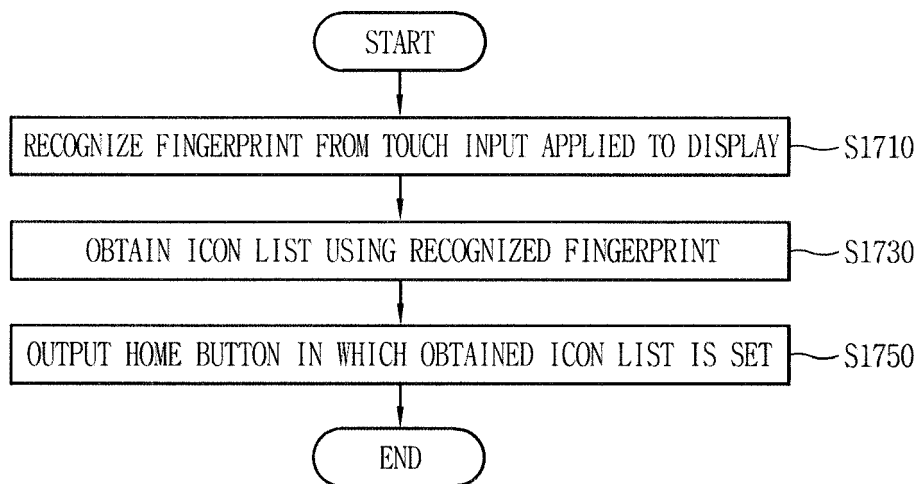 START
RECOGNIZE FINGERPRINT FROM TOUCH INPUT APPLIED TO DISPLAY
S1710
OBTAIN ICON LIST USING RECOGNIZED FINGERPRINT
S1730
OUTPUT HOME BUTTON IN WHICH OBTAINED ICON LIST IS SET
S1750
END